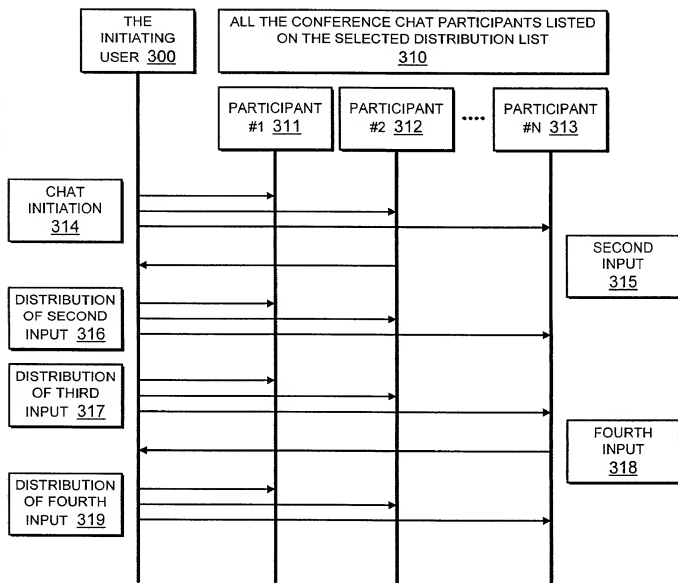 THE
INITIATING
USER 300
ALL THE CONFERENCE CHAT PARTICIPANTS LISTED
ON THE SELECTED DISTRIBUTION LIST
310
PARTICIPANT
#1 311
PARTICIPANT
#2 312
....
PARTICIPANT
#N 313
CHAT
INITIATION
314
SECOND
INPUT
315
DISTRIBUTION
OF SECOND
INPUT 316
DISTRIBUTION
OF THIRD
INPUT 317
FOURTH
INPUT
318
DISTRIBUTION
OF FOURTH
INPUT 319